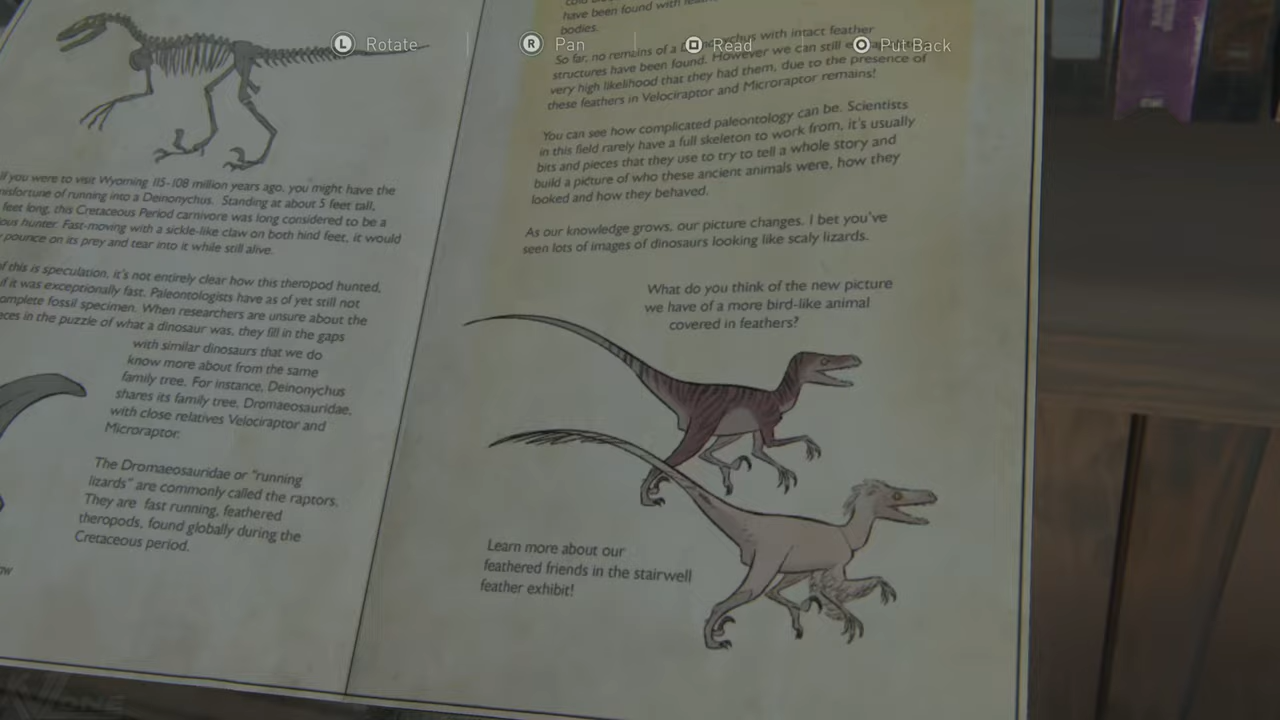 Rotate
Pan
Read
Put Back
If you were to visit Wyoming 115-108 million years ago, you might have the
misfortune of running into a Deinonychus. Standing at about 5 feet tall,
feet long, this Cretaceous Period carnivore was long considered to be a
ous hunter. Fast-moving with a sickle-like claw on both hind feet, it would
pounce on its prey and tear into it while still alive.
of this is speculation, it's not entirely clear how this theropod hunted,
if it was exceptionally fast. Paleontologists have as of yet still not
omplete fossil specimen. When researchers are unsure about the
eces in the puzzle of what a dinosaur was, they fill in the gaps
with similar dinosaurs that we do
know more about from the same
family tree. For instance, Deinonychus
shares its family tree, Dromaeosauridae,
with close relatives Velociraptor and
Microraptor.
The Dromaeosauridae or "running
lizards" are commonly called the raptors.
They are fast running, feathered
theropods, found globally during the
Cretaceous period.
have been found with
bodies.
So far, no remains of a Deinonychus with intact feather
structures have been found. However we can still
very high likelihood that they had them, due to the presence of
these feathers in Velociraptor and Microraptor remains!
You can see how complicated paleontology can be. Scientists
in this field rarely have a full skeleton to work from, it's usually
bits and pieces that they use to try to tell a whole story and
build a picture of who these ancient animals were, how they
looked and how they behaved.
As our knowledge grows, our picture changes. I bet you've
seen lots of images of dinosaurs looking like scaly lizards.
What do you think of the new picture
we have of a more bird-like animal
covered in feathers?
Learn more about our
feathered friends in the stairwell
feather exhibit!